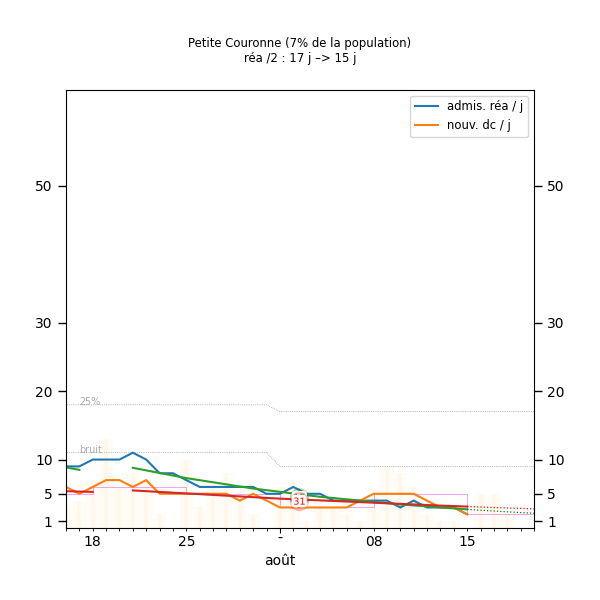 Petite Couronne (7% de la population)
réa /2 : 17 j –> 15 j
admis. réa / j
nouv. dc / j
50 50
30 30
25%
20 20
bruit
10 10
5 31 5
1 1
18 25 - 08 15
août